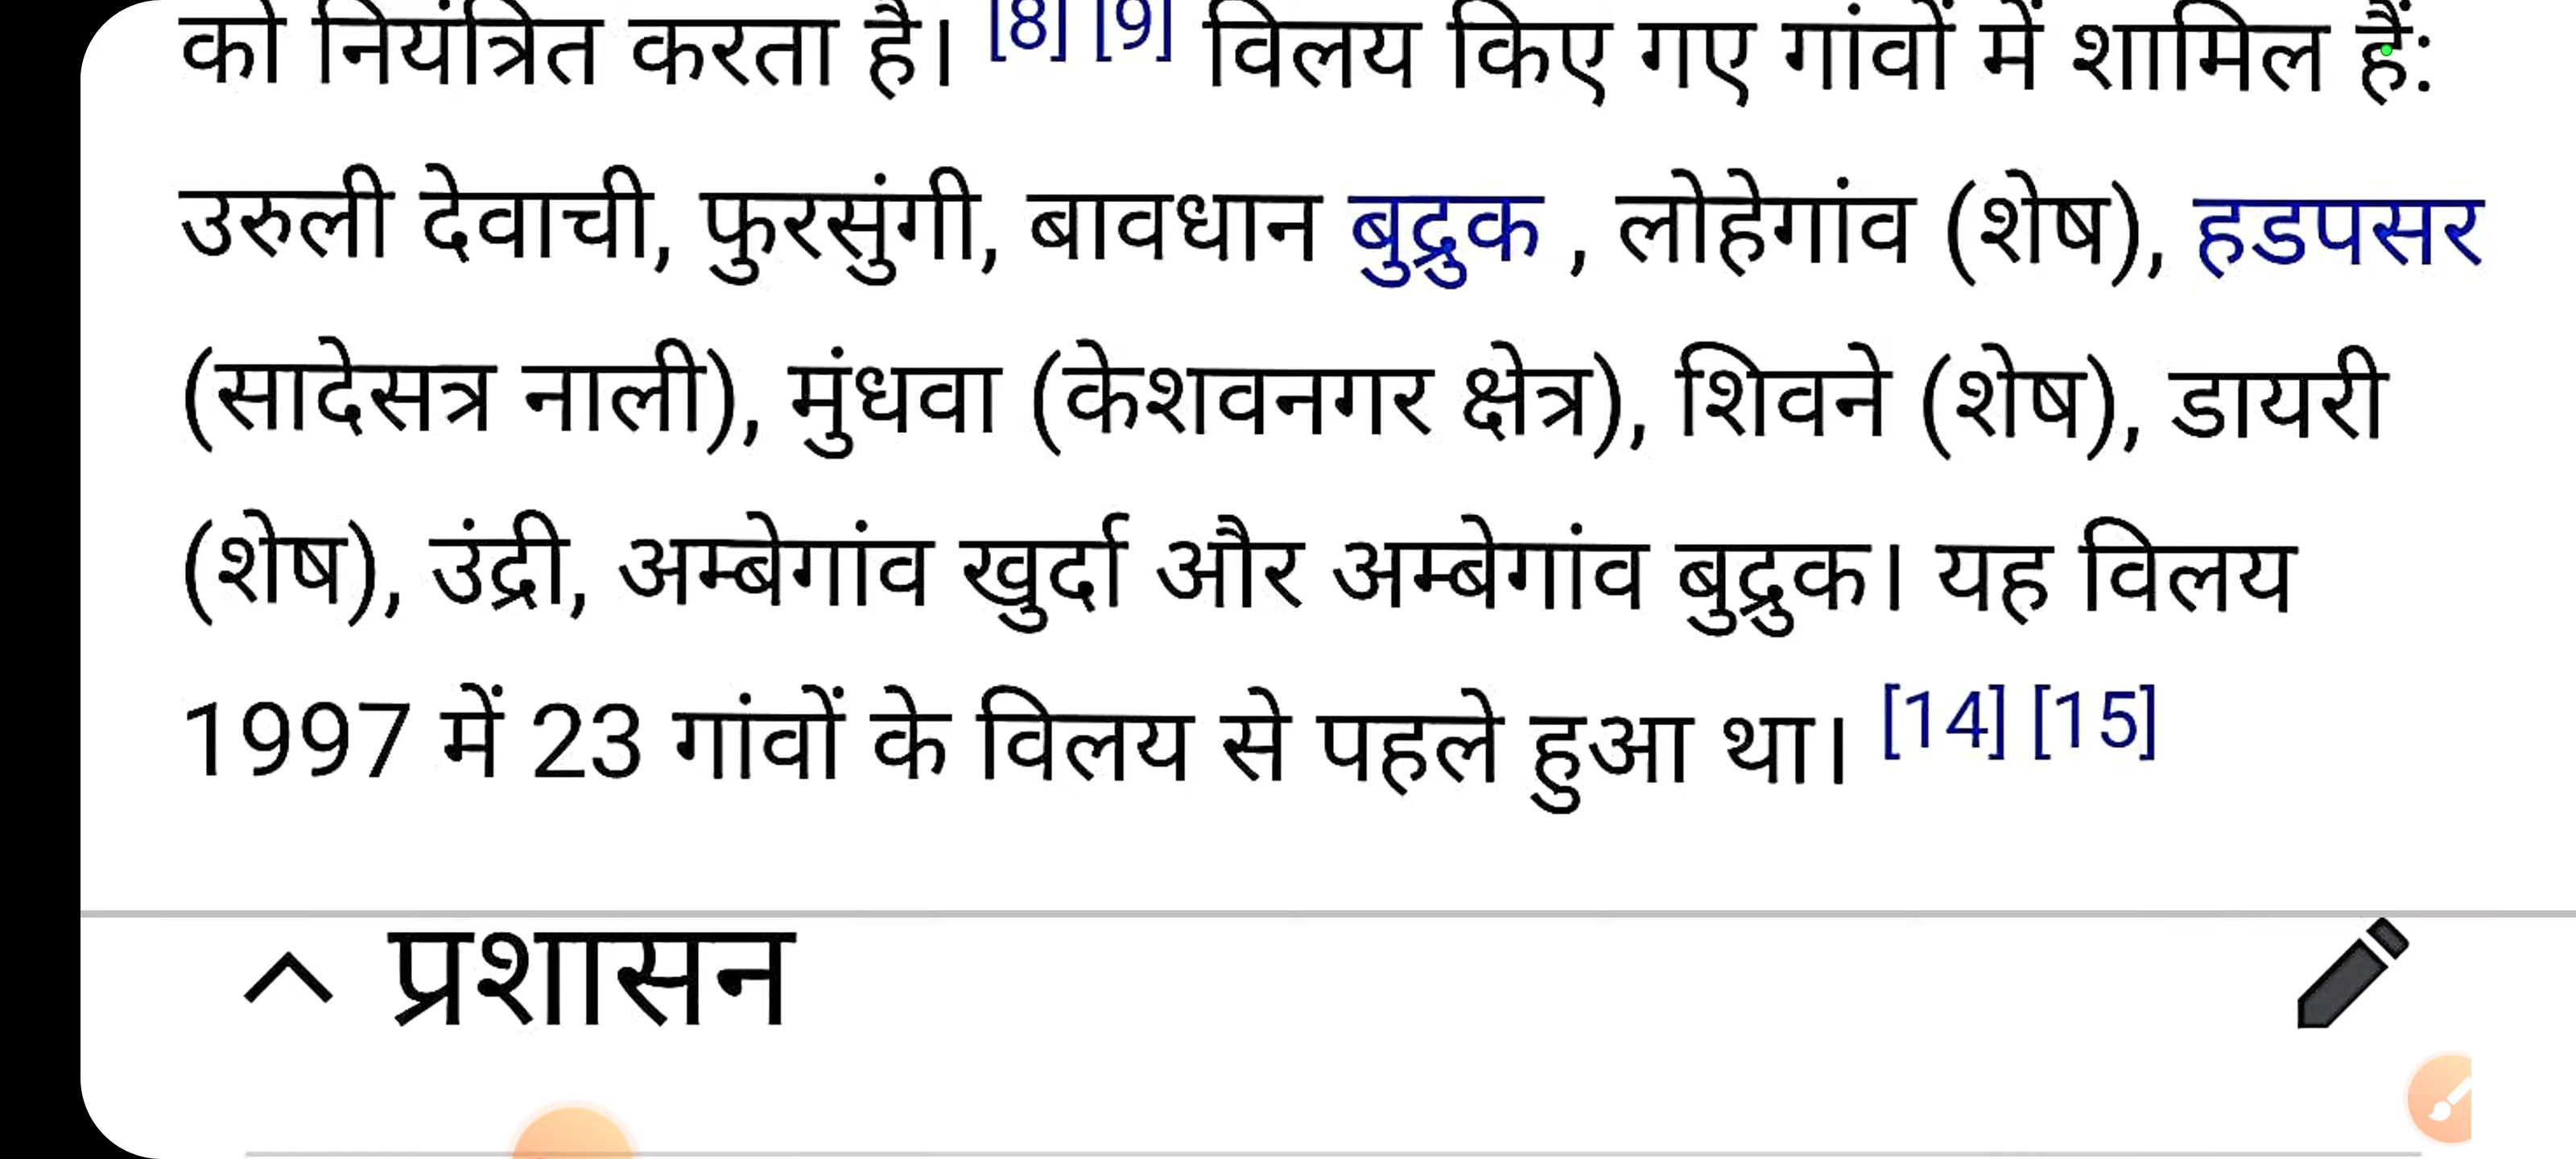 को नियंत्रित करता है। [8] [9] विलय किए गए गांवों में शामिल हैं:
उरुली देवाची, फुरसुंगी, बावधान बुद्रुक , लोहेगांव (शेष), हडपसर
(सादेसत्र नाली), मुंधवा (केशवनगर क्षेत्र), शिवने (शेष), डायरी
(शेष), उंद्री, अम्बेगांव खुर्दा और अम्बेगांव बुद्रुक। यह विलय
1997 में 23 गांवों के विलय से पहले हुआ था। [14] [15]
प्रशासन